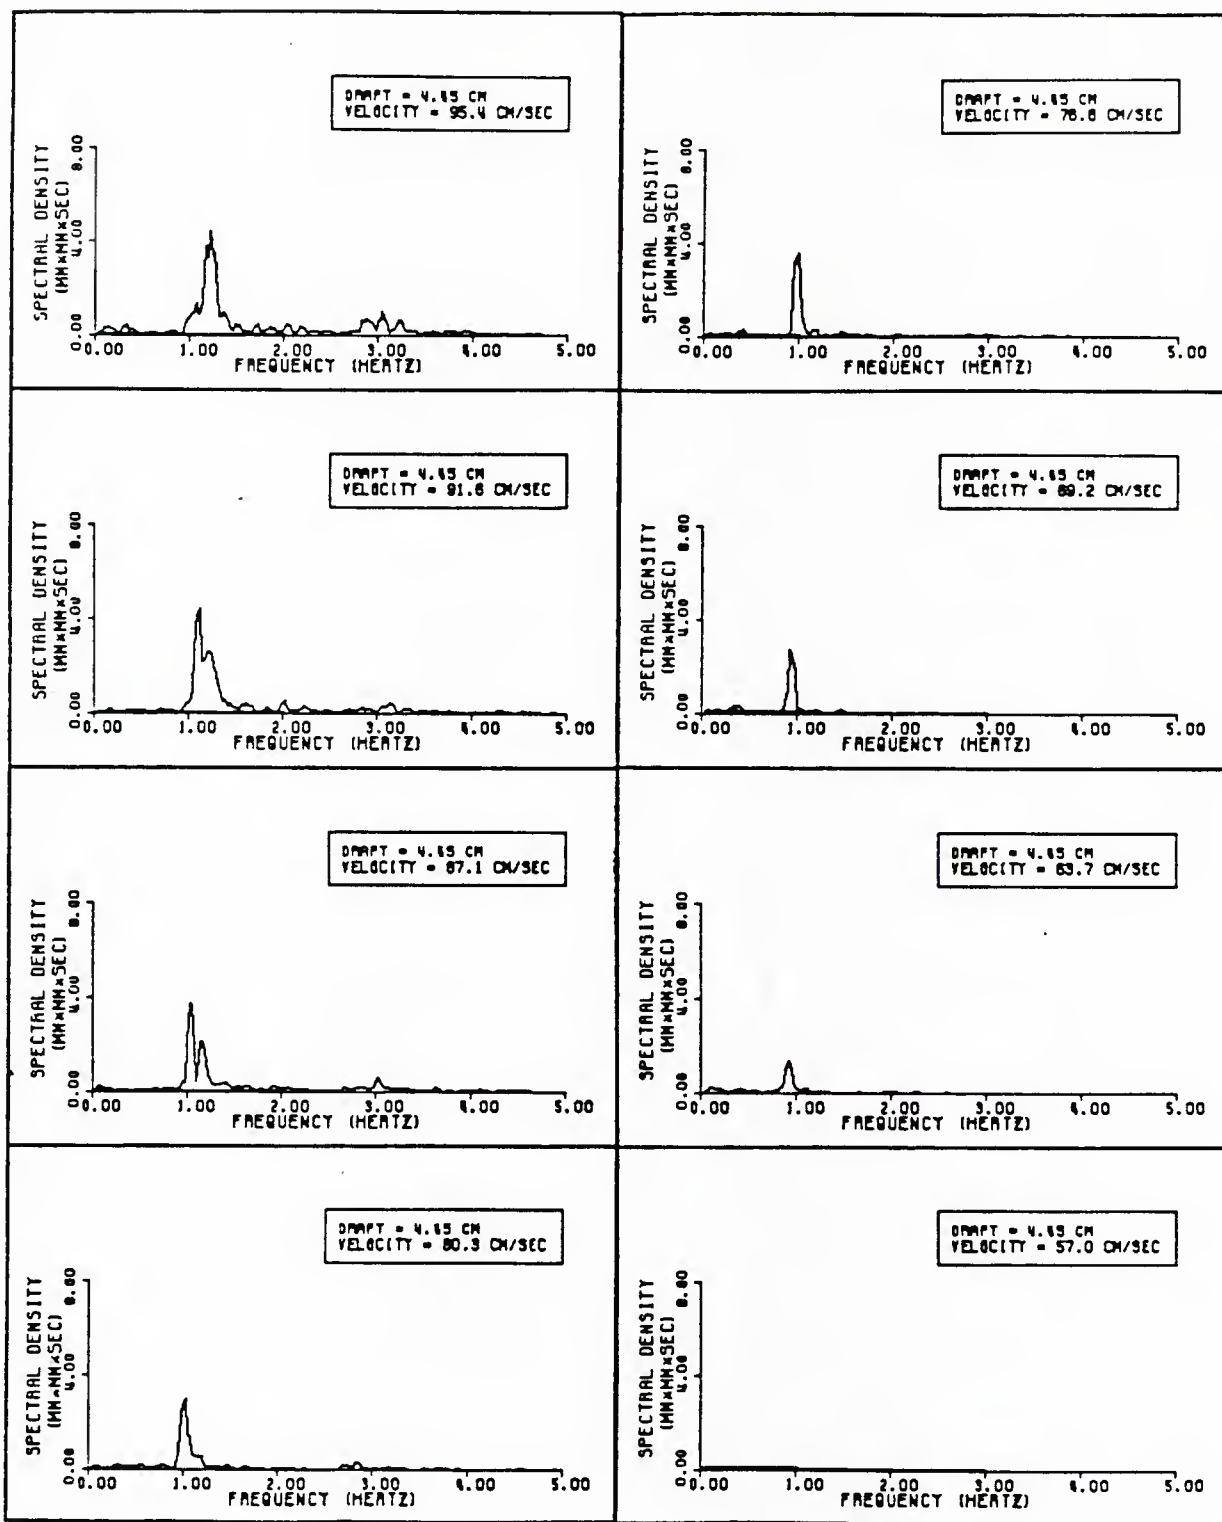 DRAFT = 4.45 CM
VELOCITY = 95.4 CM/SEC
SPECTRAL DENSITY
(MM*MM*SEC)
0.00 4.00 8.00
0.00 1.00 2.00 3.00 4.00 5.00
FREQUENCY (HERTZ)
DRAFT = 4.45 CM
VELOCITY = 91.6 CM/SEC
SPECTRAL DENSITY
(MM*MM*SEC)
0.00 4.00 8.00
0.00 1.00 2.00 3.00 4.00 5.00
FREQUENCY (HERTZ)
DRAFT = 4.45 CM
VELOCITY = 87.1 CM/SEC
SPECTRAL DENSITY
(MM*MM*SEC)
0.00 4.00 8.00
0.00 1.00 2.00 3.00 4.00 5.00
FREQUENCY (HERTZ)
DRAFT = 4.45 CM
VELOCITY = 80.3 CM/SEC
SPECTRAL DENSITY
(MM*MM*SEC)
0.00 4.00 8.00
0.00 1.00 2.00 3.00 4.00 5.00
FREQUENCY (HERTZ)
DRAFT = 4.45 CM
VELOCITY = 76.6 CM/SEC
SPECTRAL DENSITY
(MM*MM*SEC)
0.00 4.00 8.00
0.00 1.00 2.00 3.00 4.00 5.00
FREQUENCY (HERTZ)
DRAFT = 4.45 CM
VELOCITY = 69.2 CM/SEC
SPECTRAL DENSITY
(MM*MM*SEC)
0.00 4.00 8.00
0.00 1.00 2.00 3.00 4.00 5.00
FREQUENCY (HERTZ)
DRAFT = 4.45 CM
VELOCITY = 63.7 CM/SEC
SPECTRAL DENSITY
(MM*MM*SEC)
0.00 4.00 8.00
0.00 1.00 2.00 3.00 4.00 5.00
FREQUENCY (HERTZ)
DRAFT = 4.45 CM
VELOCITY = 57.0 CM/SEC
SPECTRAL DENSITY
(MM*MM*SEC)
0.00 4.00 8.00
0.00 1.00 2.00 3.00 4.00 5.00
FREQUENCY (HERTZ)